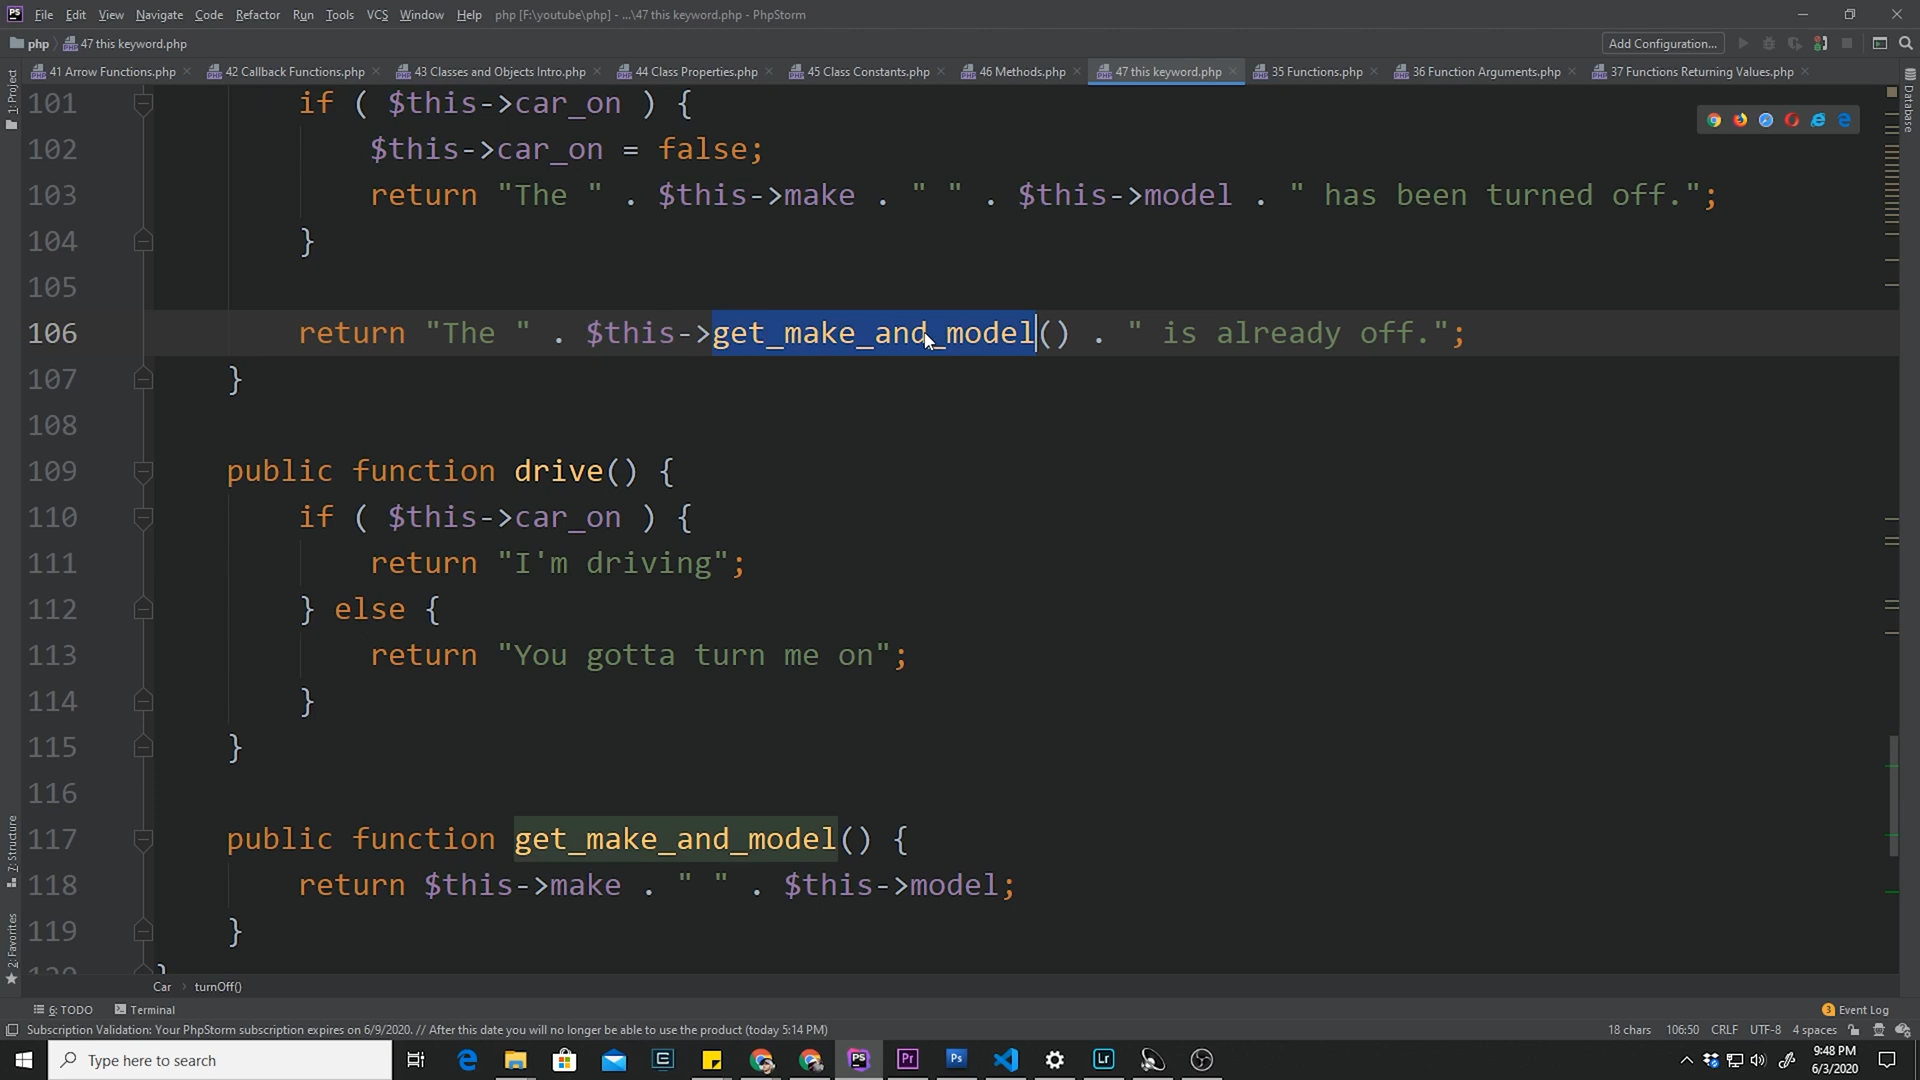 File Edit View Navigate Code Refactor Run Tools VCS Window Help php [F:\youtube\php] - ...\47 this keyword.php - PhpStorm
php 47 this keyword.php Add Configuration...
41 Arrow Functions.php 42 Callback Functions.php 43 Classes and Objects Intro.php 44 Class Properties.php 45 Class Constants.php 46 Methods.php 47 this keyword.php 35 Functions.php 36 Function Arguments.php 37 Functions Returning Values.php
1: Project
Database
101 if ( $this->car_on ) {
102 $this->car_on = false;
103 return "The " . $this->make . " " . $this->model . " has been turned off.";
104 }
105
106 return "The " . $this->get_make_and_model() . " is already off.";
107 }
108
109 public function drive() {
110 if ( $this->car_on ) {
111 return "I'm driving";
112 } else {
113 return "You gotta turn me on";
114 }
115 }
116
117 public function get_make_and_model() {
118 return $this->make . " " . $this->model;
119 }
120 }
7: Structure
2: Favorites
Car turnOff()
6: TODO Terminal 3 Event Log
Subscription Validation: Your PhpStorm subscription expires on 6/9/2020. // After this date you will no longer be able to use the product (today 5:14 PM) 18 chars 106:50 CRLF UTF-8 4 spaces
Type here to search
9:48 PM
6/3/2020